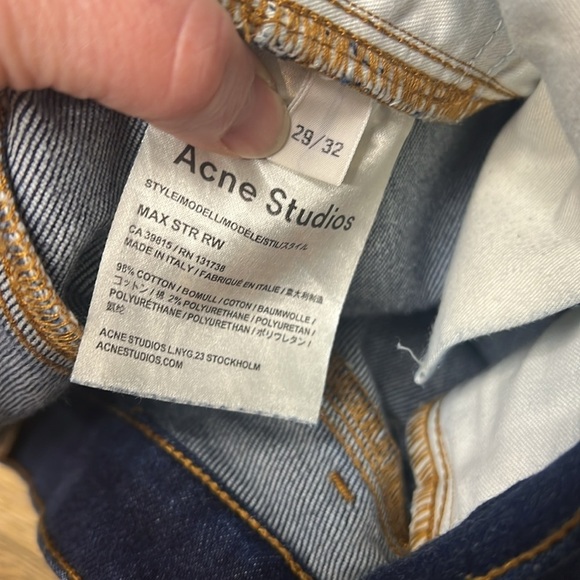 29/32
Acne Studios
STYLE/MODELL/MODÈLE/STIL/スタイル
MAX STR RW
CA 39815 / RN 131738
MADE IN ITALY / FABRIQUÉ EN ITALIE /意大利制造
98% COTTON / BOMULL / COTON / BAUMWOLLE /
コットン / 棉 2% POLYURETHANE / POLYURETAN /
POLYURÉTHANE / POLYURETHAN / ポリウレタン /
氨纶
ACNE STUDIOS L.NYG.23 STOCKHOLM
ACNESTUDIOS.COM